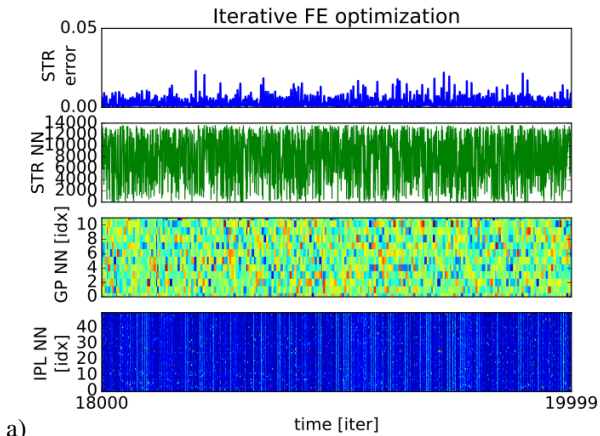 Iterative FE optimization
STR
error
0.05
0.00
STR NN
14000
12000
10000
8000
6000
4000
2000
0
GP NN [idx]
10
8
6
4
2
0
IPL NN
[idx]
40
30
20
10
0
18000
19999
time [iter]
a)